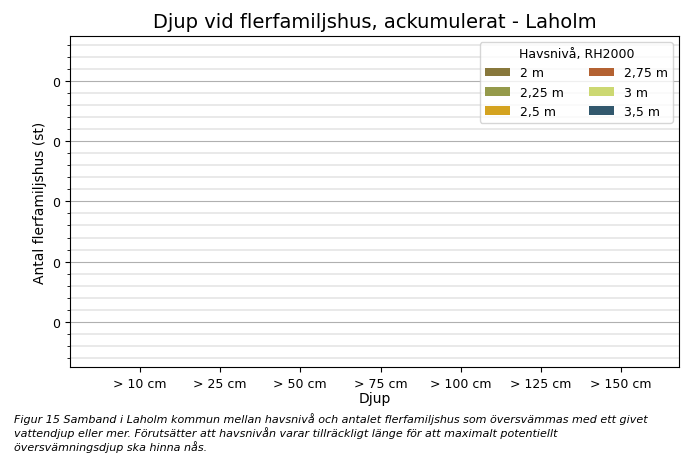 Djup vid flerfamiljshus, ackumulerat - Laholm
Havsnivå, RH2000
2 m
2,25 m
2,5 m
2,75 m
3 m
3,5 m
Antal flerfamiljshus (st)
0
0
0
0
0
> 10 cm
> 25 cm
> 50 cm
> 75 cm
> 100 cm
> 125 cm
> 150 cm
Djup
Figur 15 Samband i Laholm kommun mellan havsnivå och antalet flerfamiljshus som översvämmas med ett givet
vattendjup eller mer. Förutsätter att havsnivån varar tillräckligt länge för att maximalt potentiellt
översvämningsdjup ska hinna nås.